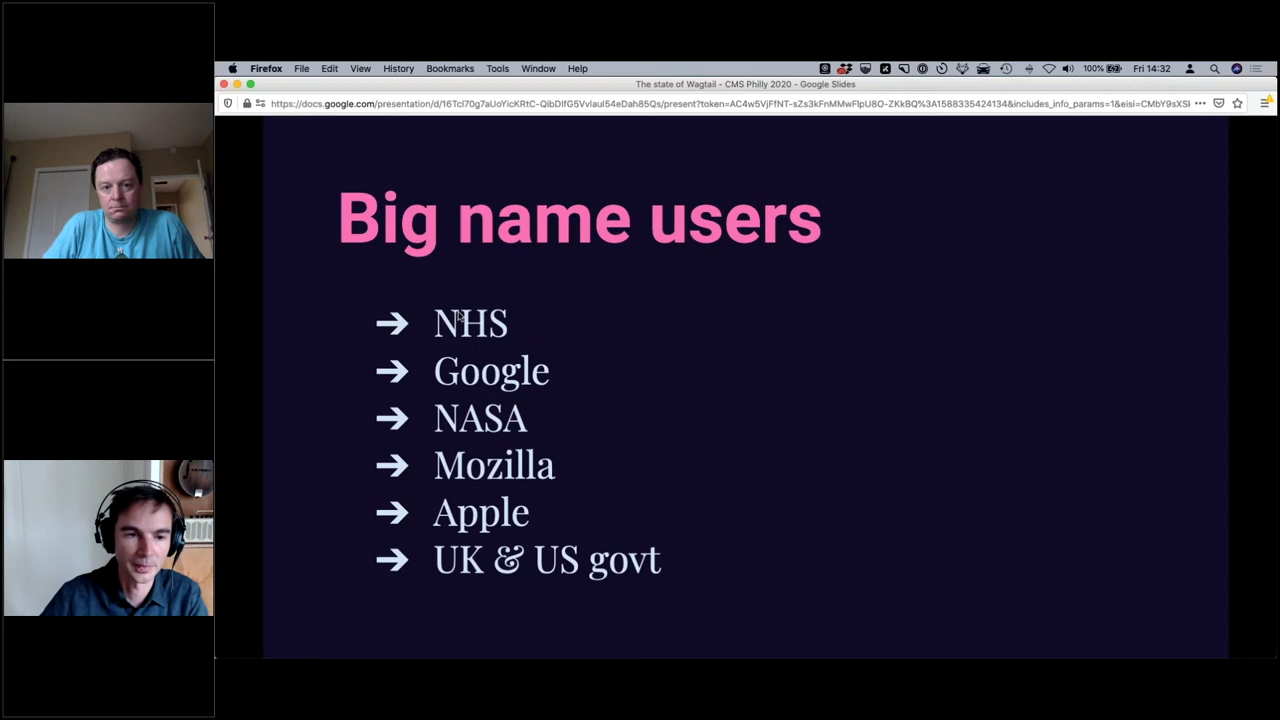 Firefox File Edit View History Bookmarks Tools Window Help 100% Fri 14:32
The state of Wagtail - CMS Philly 2020 - Google Slides
Big name users
➔ NHS
➔ Google
➔ NASA
➔ Mozilla
➔ Apple
➔ UK & US govt